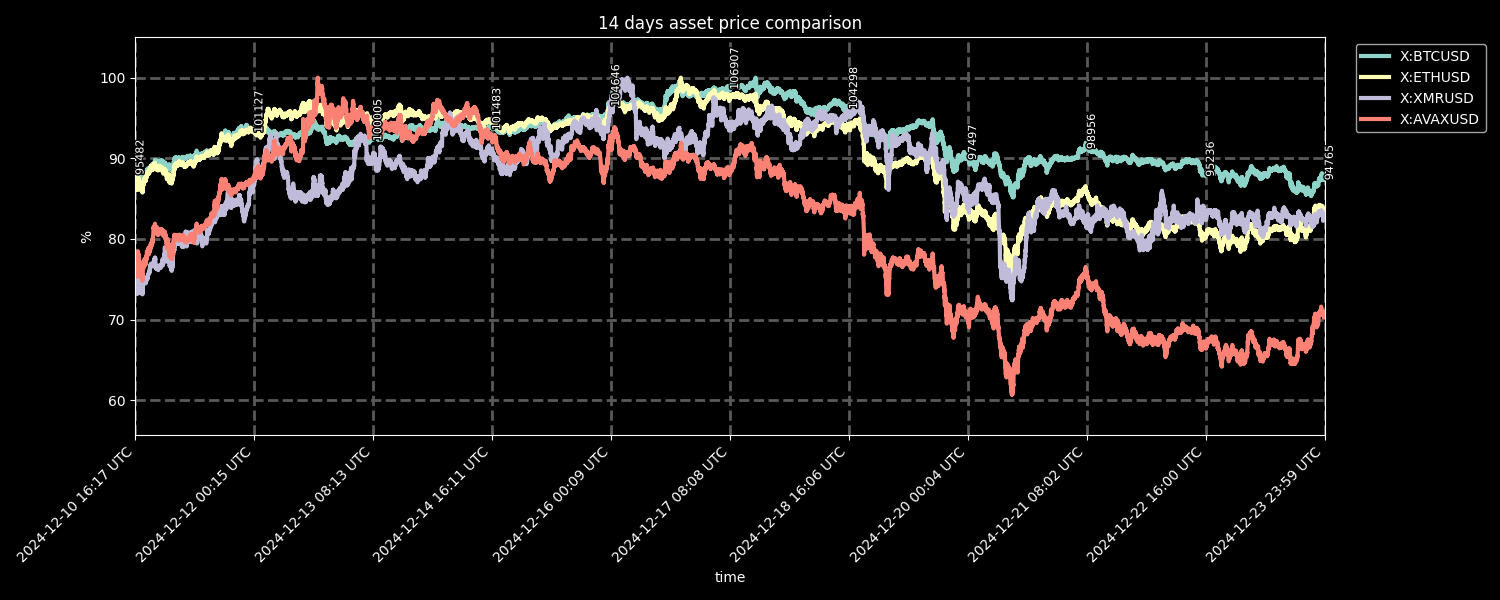 14 days asset price comparison
X:BTCUSD
X:ETHUSD
X:XMRUSD
X:AVAXUSD
%
100
90
80
70
60
95482
101127
100005
101483
104646
106907
104298
97497
98956
95236
94765
2024-12-10 16:17 UTC
2024-12-12 00:15 UTC
2024-12-13 08:13 UTC
2024-12-14 16:11 UTC
2024-12-16 00:09 UTC
2024-12-17 08:08 UTC
2024-12-18 16:06 UTC
2024-12-20 00:04 UTC
2024-12-21 08:02 UTC
2024-12-22 16:00 UTC
2024-12-23 23:59 UTC
time